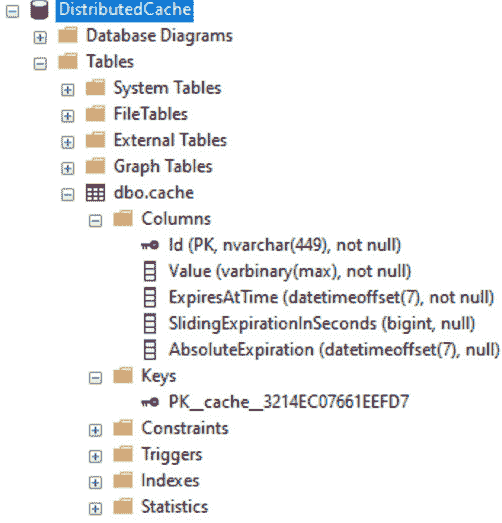 DistributedCache
Database Diagrams
Tables
System Tables
FileTables
External Tables
Graph Tables
dbo.cache
Columns
Id (PK, nvarchar(449), not null)
Value (varbinary(max), not null)
ExpiresAtTime (datetimeoffset(7), not null)
SlidingExpirationInSeconds (bigint, null)
AbsoluteExpiration (datetimeoffset(7), null)
Keys
PK__cache__3214EC07661EEFD7
Constraints
Triggers
Indexes
Statistics